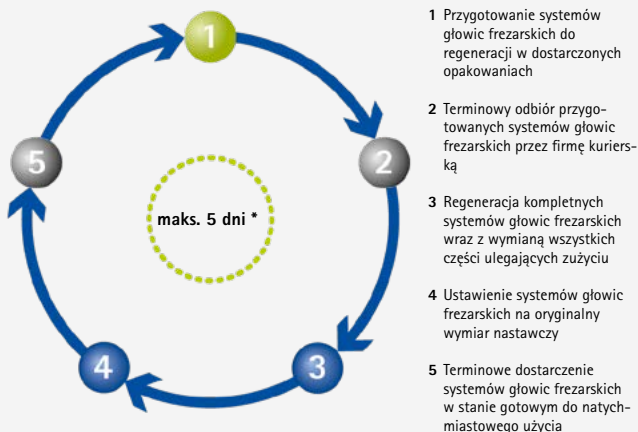 1
2
3
4
5
maks. 5 dni *
1 Przygotowanie systemów
głowic frezarskich do
regeneracji w dostarczonych
opakowaniach
2 Terminowy odbiór przygo-
towanych systemów głowic
frezarskich przez firmę kuriers-
ką
3 Regeneracja kompletnych
systemów głowic frezarskich
wraz z wymianą wszystkich
części ulegających zużyciu
4 Ustawienie systemów głowic
frezarskich na oryginalny
wymiar nastawczy
5 Terminowe dostarczenie
systemów głowic frezarskich
w stanie gotowym do natych-
miastowego użycia